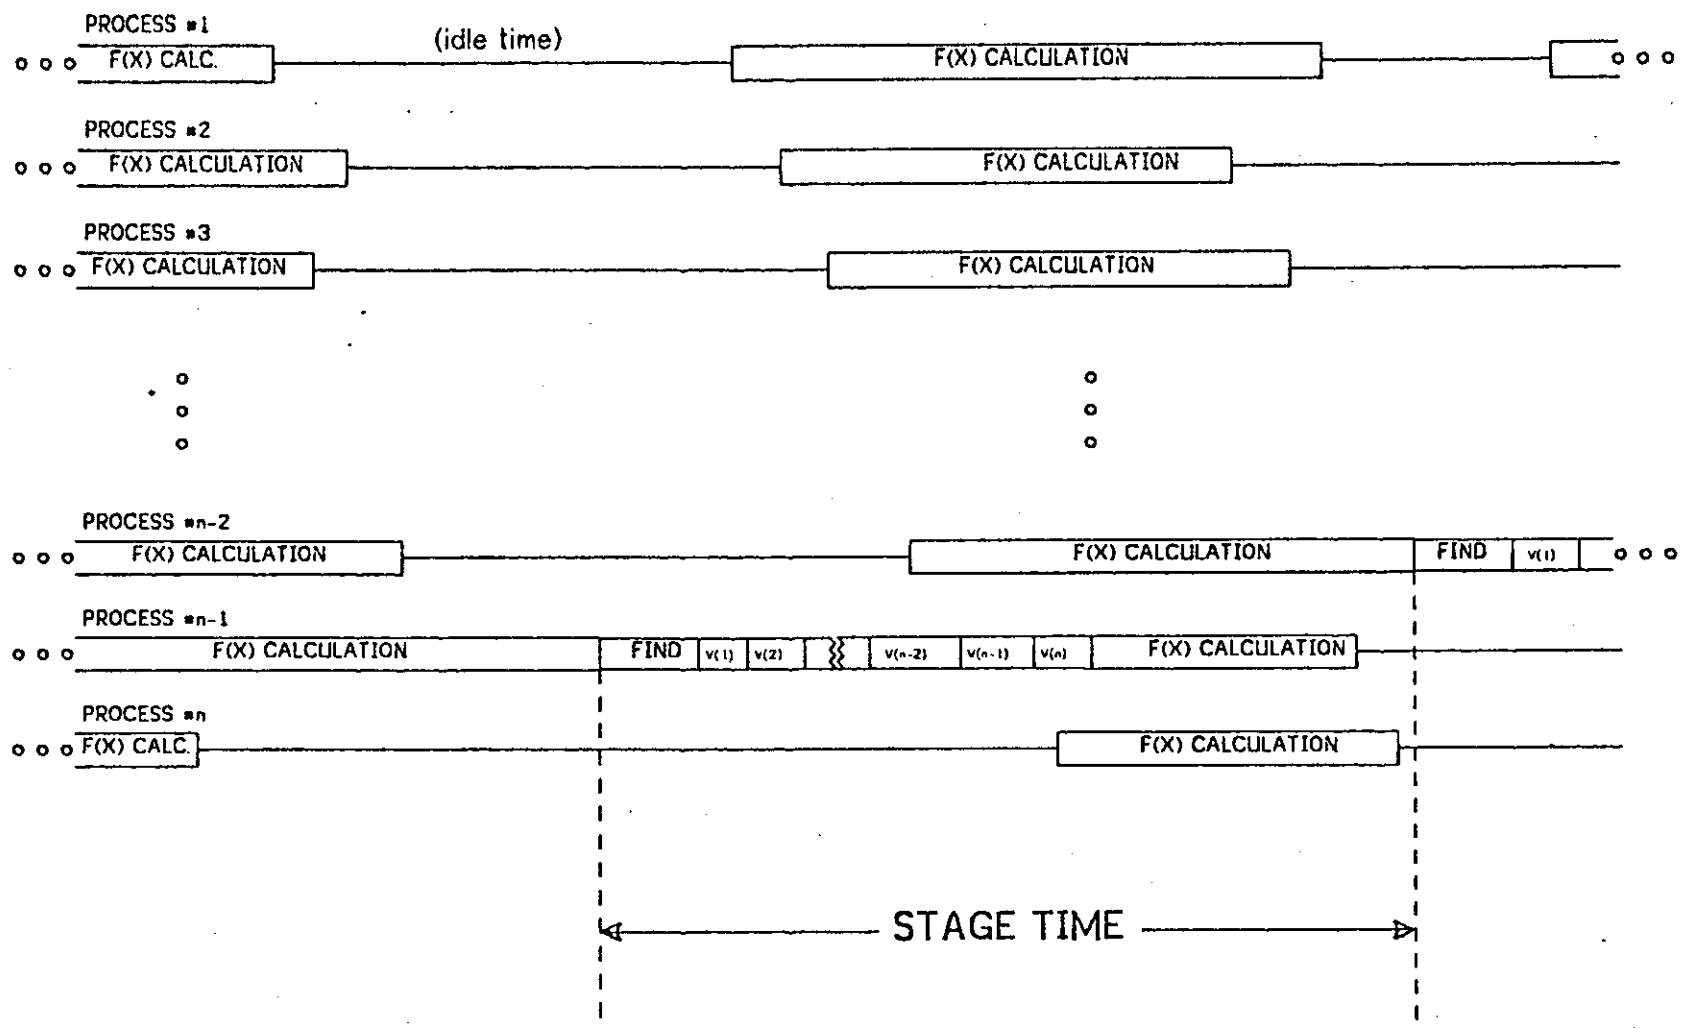 PROCESS #1
F(X) CALC.
(idle time)
F(X) CALCULATION
PROCESS #2
F(X) CALCULATION
F(X) CALCULATION
PROCESS #3
F(X) CALCULATION
F(X) CALCULATION
PROCESS #n-2
F(X) CALCULATION
F(X) CALCULATION
FIND
v(1)
PROCESS #n-1
F(X) CALCULATION
FIND
v(1)
v(2)
v(n-2)
v(n-1)
v(n)
F(X) CALCULATION
PROCESS #n
F(X) CALC.
F(X) CALCULATION
STAGE TIME